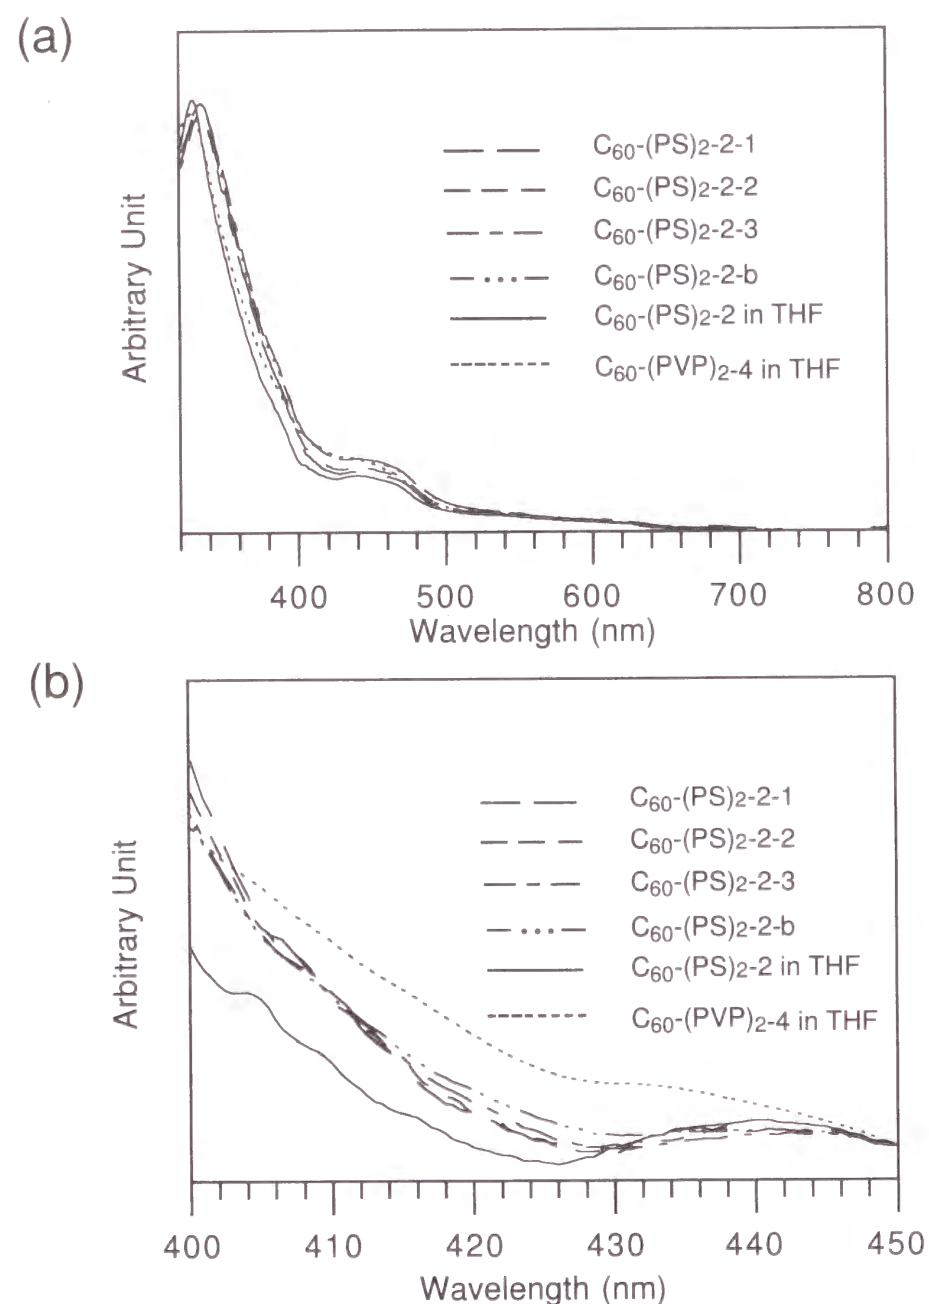 (a)
Arbitrary Unit
C60-(PS)2-2-1
C60-(PS)2-2-2
C60-(PS)2-2-3
C60-(PS)2-2-b
C60-(PS)2-2 in THF
C60-(PVP)2-4 in THF
400 500 600 700 800
Wavelength (nm)
(b)
Arbitrary Unit
C60-(PS)2-2-1
C60-(PS)2-2-2
C60-(PS)2-2-3
C60-(PS)2-2-b
C60-(PS)2-2 in THF
C60-(PVP)2-4 in THF
400 410 420 430 440 450
Wavelength (nm)